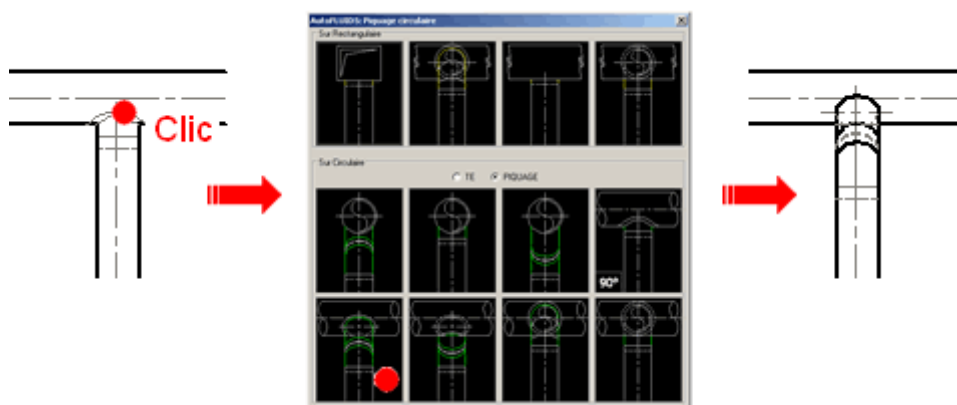 AutoFLUIDS: Piquage circulaire
Sur Rectangulaire
Clic
Sur Circulaire
TE PIQUAGE
90°